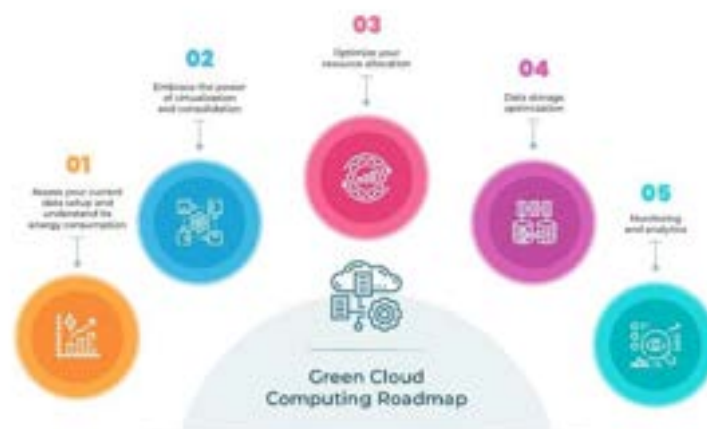 01
Assess your current
data setup and
understand its
energy consumption
02
Embrace the power
of virtualization
and consolidation
03
Optimize your
resource allocation
04
Data storage
optimization
05
Monitoring
and analytics
Green Cloud
Computing Roadmap